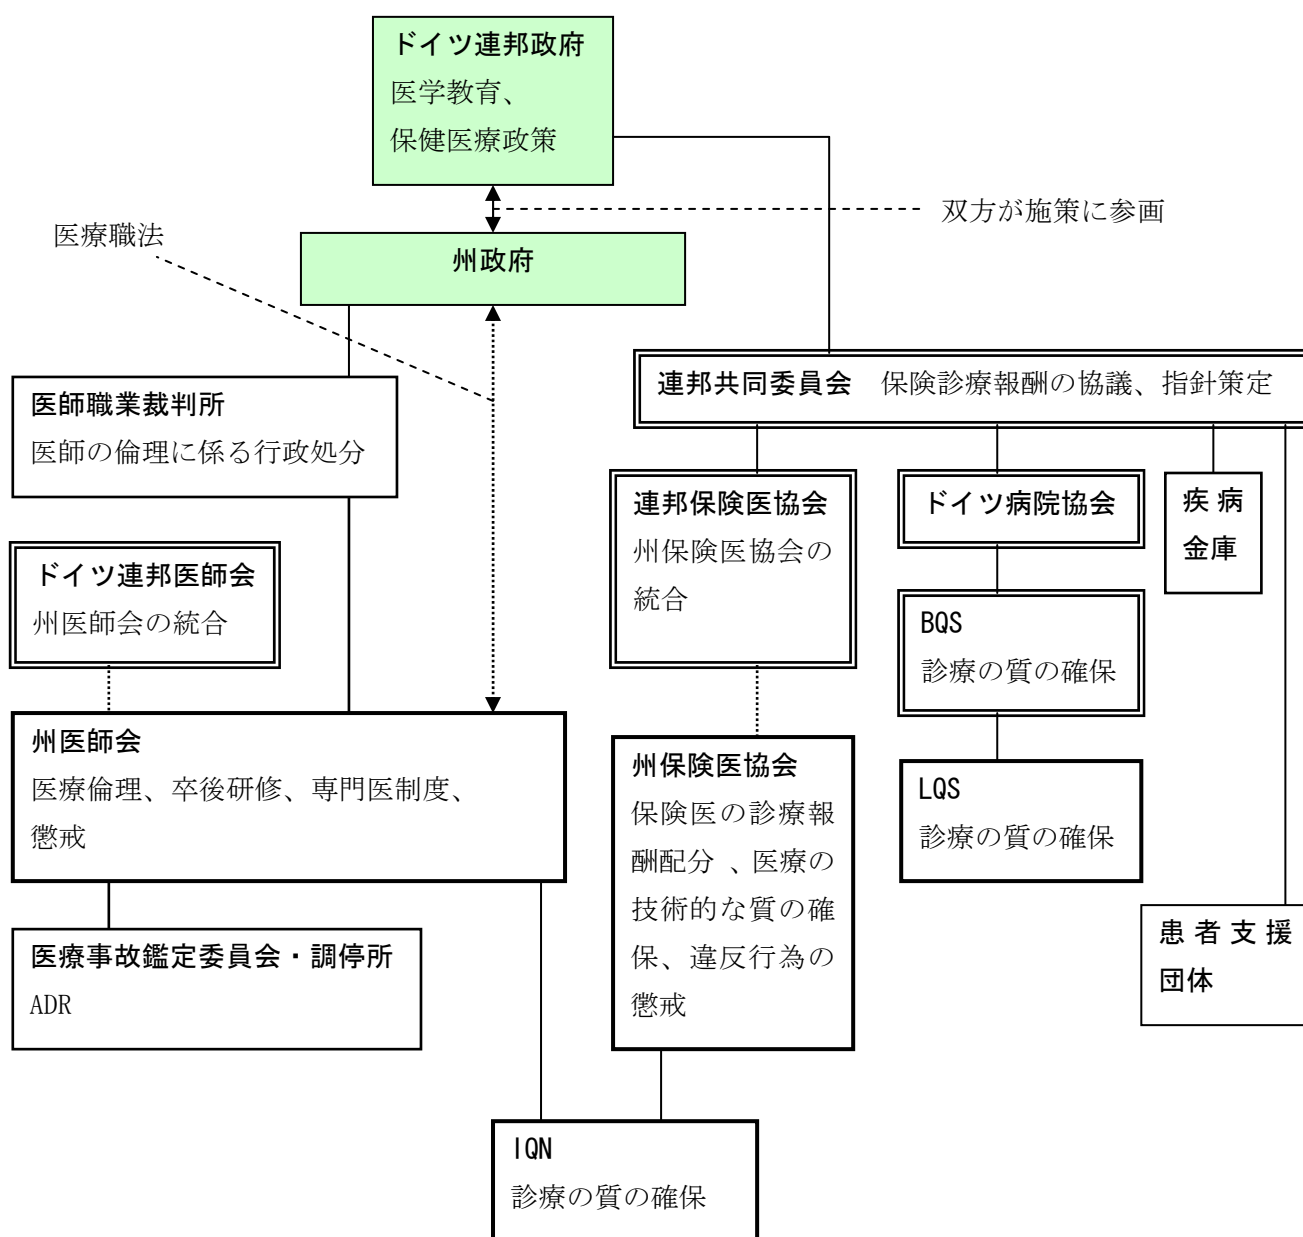 ドイツ連邦政府
医学教育、
保健医療政策
双方が施策に参画
医療職法
州政府
連邦共同委員会　保険診療報酬の協議、指針策定
医師職業裁判所
医師の倫理に係る行政処分
連邦保険医協会
州保険医協会の
統合
ドイツ病院協会
疾病
金庫
ドイツ連邦医師会
州医師会の統合
BQS
診療の質の確保
州医師会
医療倫理、卒後研修、専門医制度、
懲戒
州保険医協会
保険医の診療報
酬配分 、医療の
技術的な質の確
保、違反行為の
懲戒
LQS
診療の質の確保
医療事故鑑定委員会・調停所
ADR
患者支援
団体
IQN
診療の質の確保